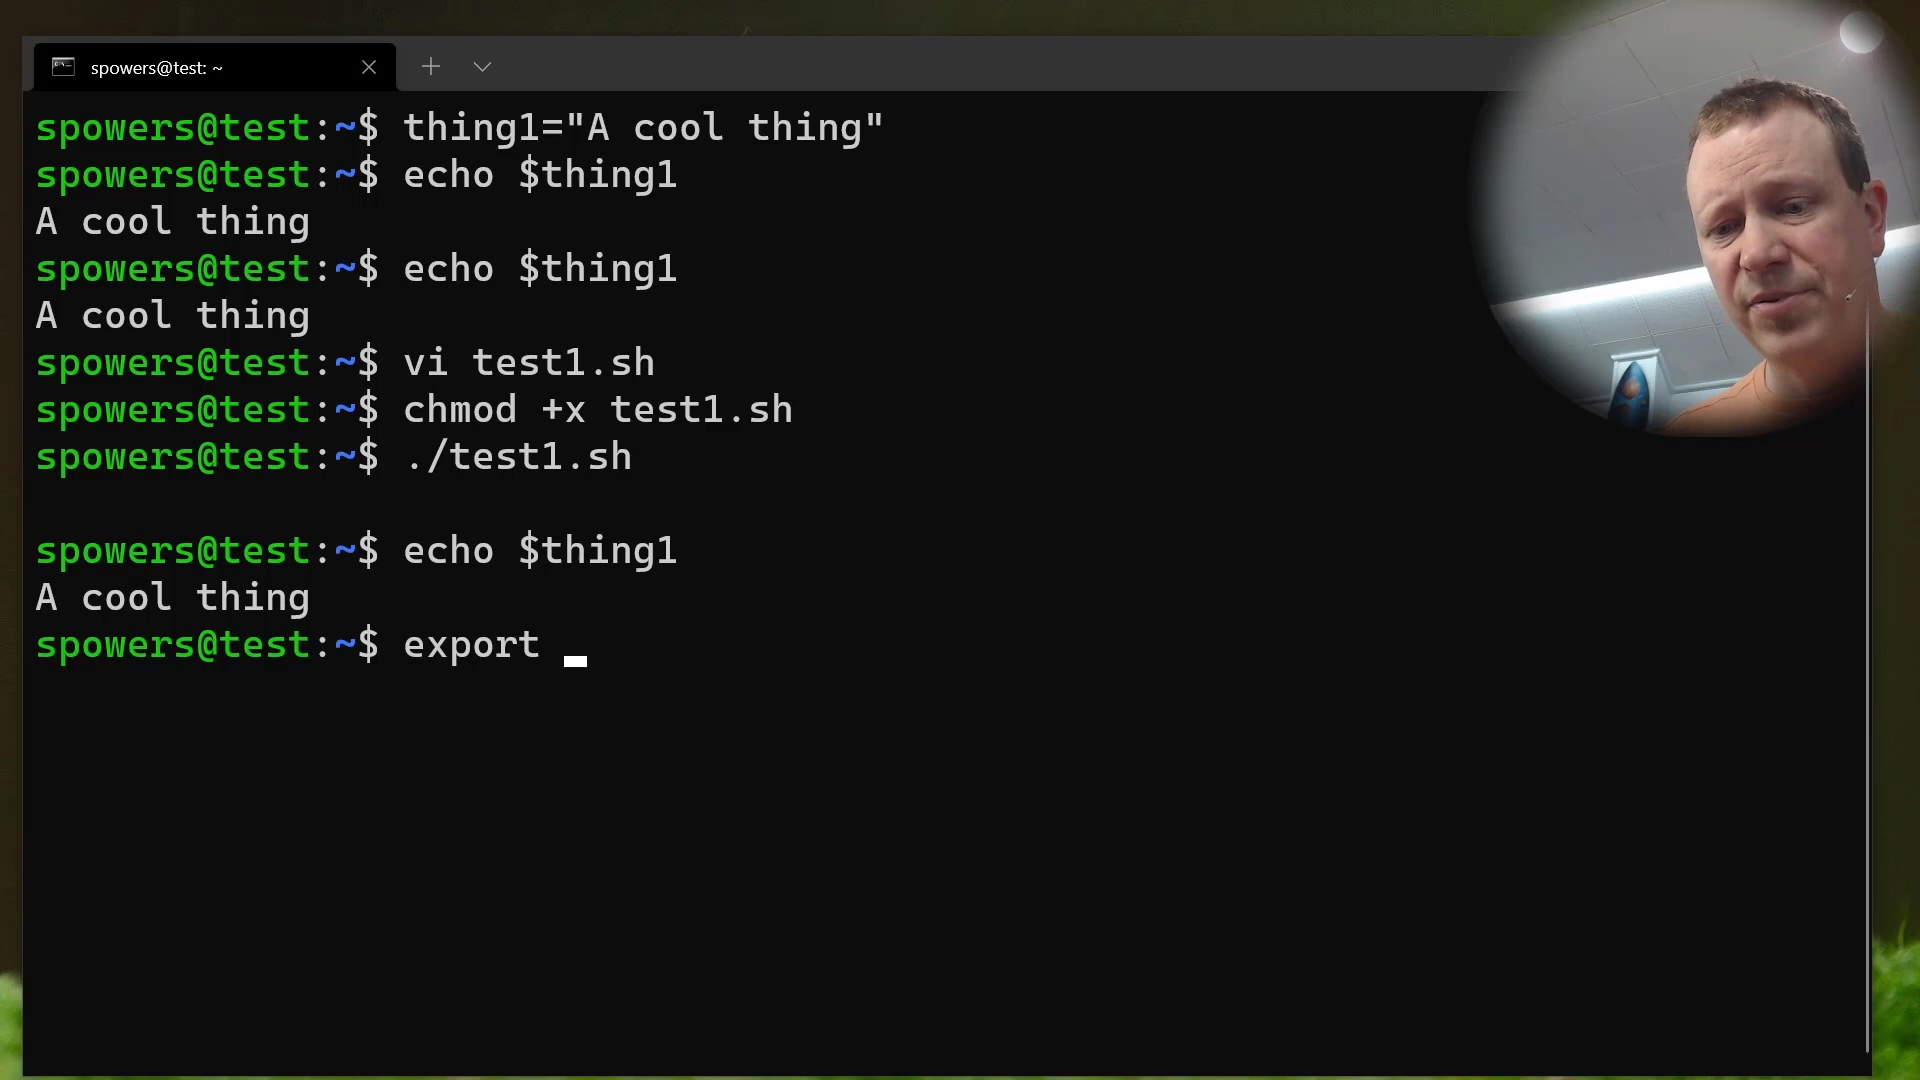 spowers@test: ~
spowers@test:~$ thing1="A cool thing"
spowers@test:~$ echo $thing1
A cool thing
spowers@test:~$ echo $thing1
A cool thing
spowers@test:~$ vi test1.sh
spowers@test:~$ chmod +x test1.sh
spowers@test:~$ ./test1.sh
spowers@test:~$ echo $thing1
A cool thing
spowers@test:~$ export